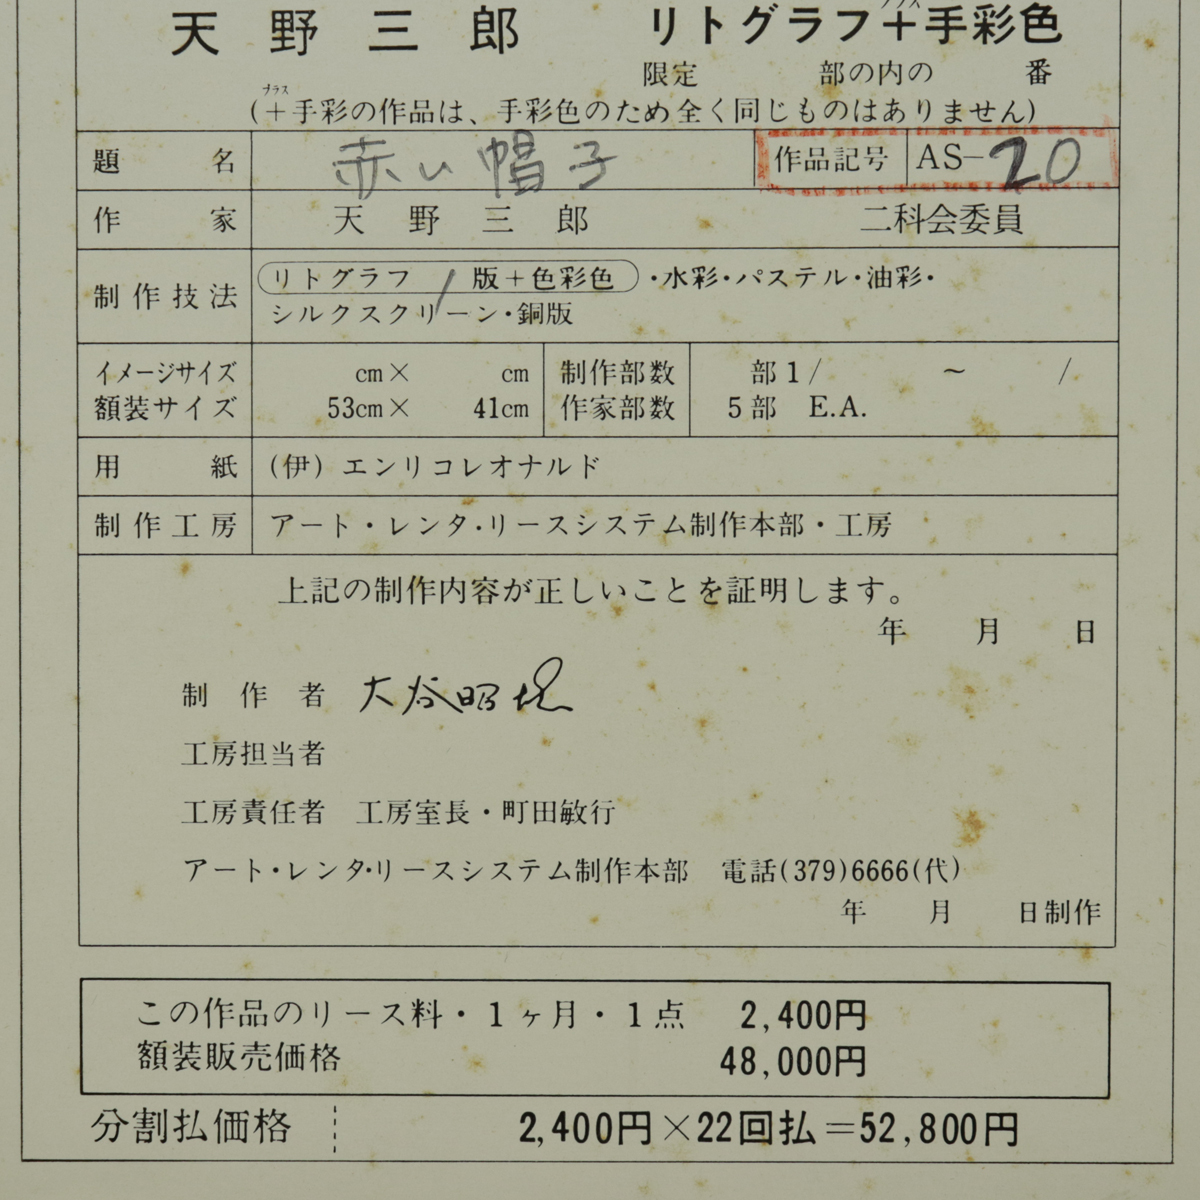 天野三郎 リトグラフ+手彩色
プラス
限定 部の内の 番
プラス
(+手彩の作品は、手彩色のため全く同じものはありません)
題名 赤い帽子 作品記号 AS-20
作家 天野三郎 二科会委員
制作技法 リトグラフ / 版+色彩色・水彩・パステル・油彩・
シルクスクリーン・銅版
イメージサイズ cm× cm 制作部数 部1/ ~ /
額装サイズ 53cm× 41cm 作家部数 5部 E.A.
用紙 (伊)エンリコレオナルド
制作工房 アート・レンタ・リースシステム制作本部・工房
上記の制作内容が正しいことを証明します。
年 月 日
制作者 大谷昭
工房担当者
工房責任者 工房室長・町田敏行
アート・レンタ・リースシステム制作本部 電話(379)6666(代)
年 月 日制作
この作品のリース料・1ヶ月・1点 2,400円
額装販売価格 48,000円
分割払価格 2,400円×22回払=52,800円